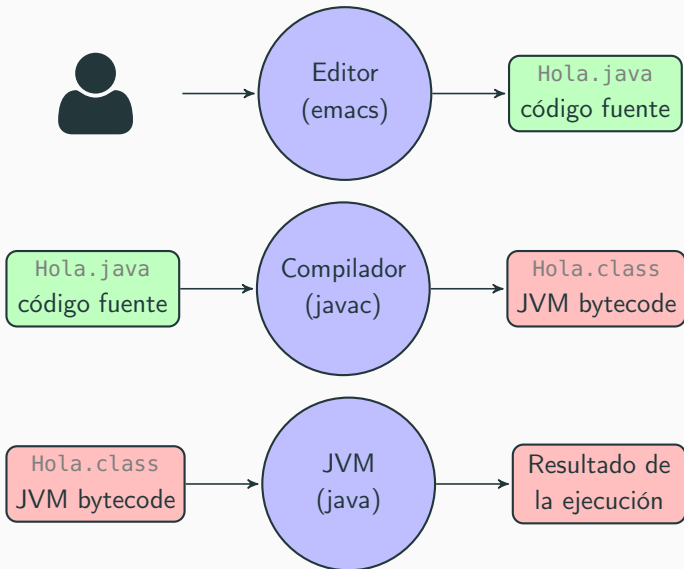 Editor
(emacs)
Hola.java
código fuente
Hola.java
código fuente
Compilador
(javac)
Hola.class
JVM bytecode
Hola.class
JVM bytecode
JVM
(java)
Resultado de
la ejecución